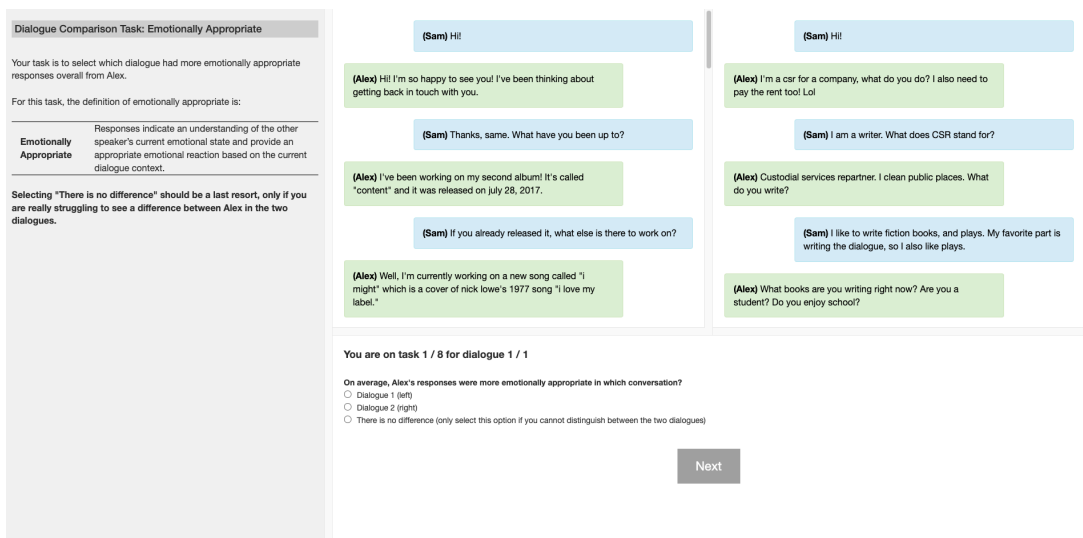 Dialogue Comparison Task: Emotionally Appropriate
Your task is to select which dialogue had more emotionally appropriate
responses overall from Alex.
For this task, the definition of emotionally appropriate is:
Emotionally
Appropriate
Responses indicate an understanding of the other
speaker's current emotional state and provide an
appropriate emotional reaction based on the current
dialogue context.
Selecting "There is no difference" should be a last resort, only if you
are really struggling to see a difference between Alex in the two
dialogues.
(Sam) Hi!
(Alex) Hi! I'm so happy to see you! I've been thinking about
getting back in touch with you.
(Sam) Thanks, same. What have you been up to?
(Alex) I've been working on my second album! It's called
"content" and it was released on july 28, 2017.
(Sam) If you already released it, what else is there to work on?
(Alex) Well, I'm currently working on a new song called "i
might" which is a cover of nick lowe's 1977 song "i love my
label."
(Sam) Hi!
(Alex) I'm a csr for a company, what do you do? I also need to
pay the rent too! Lol
(Sam) I am a writer. What does CSR stand for?
(Alex) Custodial services repartner. I clean public places. What
do you write?
(Sam) I like to write fiction books, and plays. My favorite part is
writing the dialogue, so I also like plays.
(Alex) What books are you writing right now? Are you a
student? Do you enjoy school?
You are on task 1 / 8 for dialogue 1 / 1
On average, Alex's responses were more emotionally appropriate in which conversation?
Dialogue 1 (left)
Dialogue 2 (right)
There is no difference (only select this option if you cannot distinguish between the two dialogues)
Next